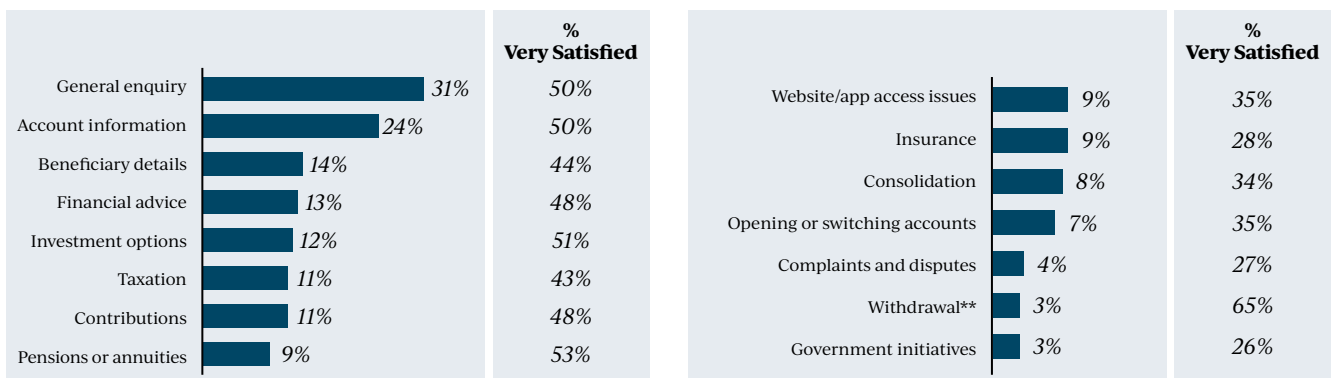 %
Very Satisfied
General enquiry 31% 50%
Account information 24% 50%
Beneficiary details 14% 44%
Financial advice 13% 48%
Investment options 12% 51%
Taxation 11% 43%
Contributions 11% 48%
Pensions or annuities 9% 53%
%
Very Satisfied
Website/app access issues 9% 35%
Insurance 9% 28%
Consolidation 8% 34%
Opening or switching accounts 7% 35%
Complaints and disputes 4% 27%
Withdrawal** 3% 65%
Government initiatives 3% 26%